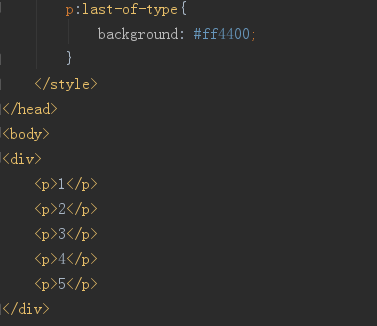 p:last-of-type{
background: #ff4400;
}
</style>
</head>
<body>
<div>
<p>1</p>
<p>2</p>
<p>3</p>
<p>4</p>
<p>5</p>
</div>